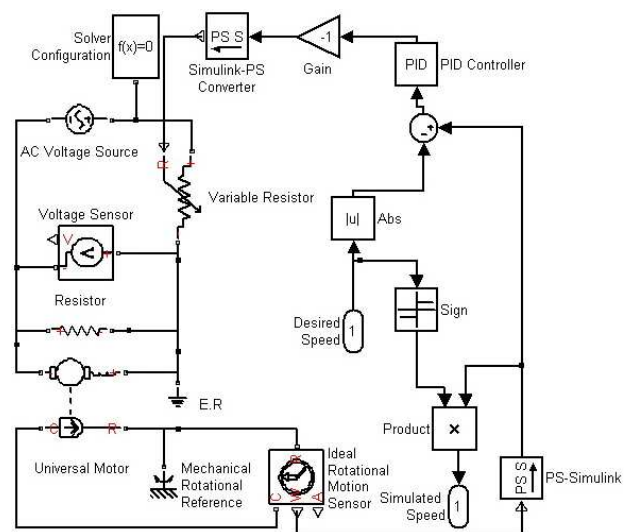 Solver
Configuration
f(x)=0
PS S
Simulink-PS
Converter
-1
Gain
PID
PID Controller
AC Voltage Source
- +
R
+
Variable Resistor
Voltage Sensor
V
V
- +
|u|
Abs
Resistor
+ -
Desired
Speed
1
Sign
- +
E.R
C
R
Universal Motor
Mechanical
Rotational
Reference
C
W
R
A
Ideal
Rotational
Motion
Sensor
Product
×
Simulated
Speed
1
PS S
PS-Simulink